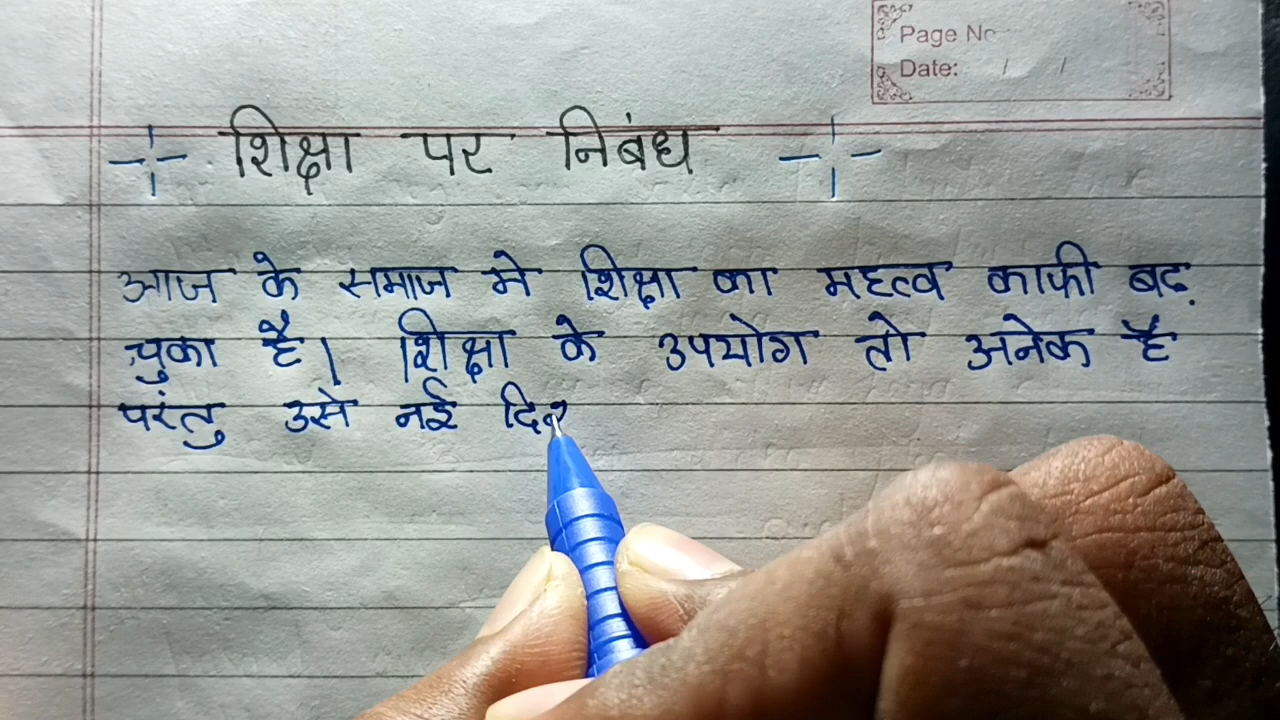 Page No
Date: / /
शिक्षा पर निबंध
आज के समाज मे शिक्षा का महत्व काफी बढ़
चुका है। शिक्षा के उपयोग तो अनेक है
परंतु उसे नई